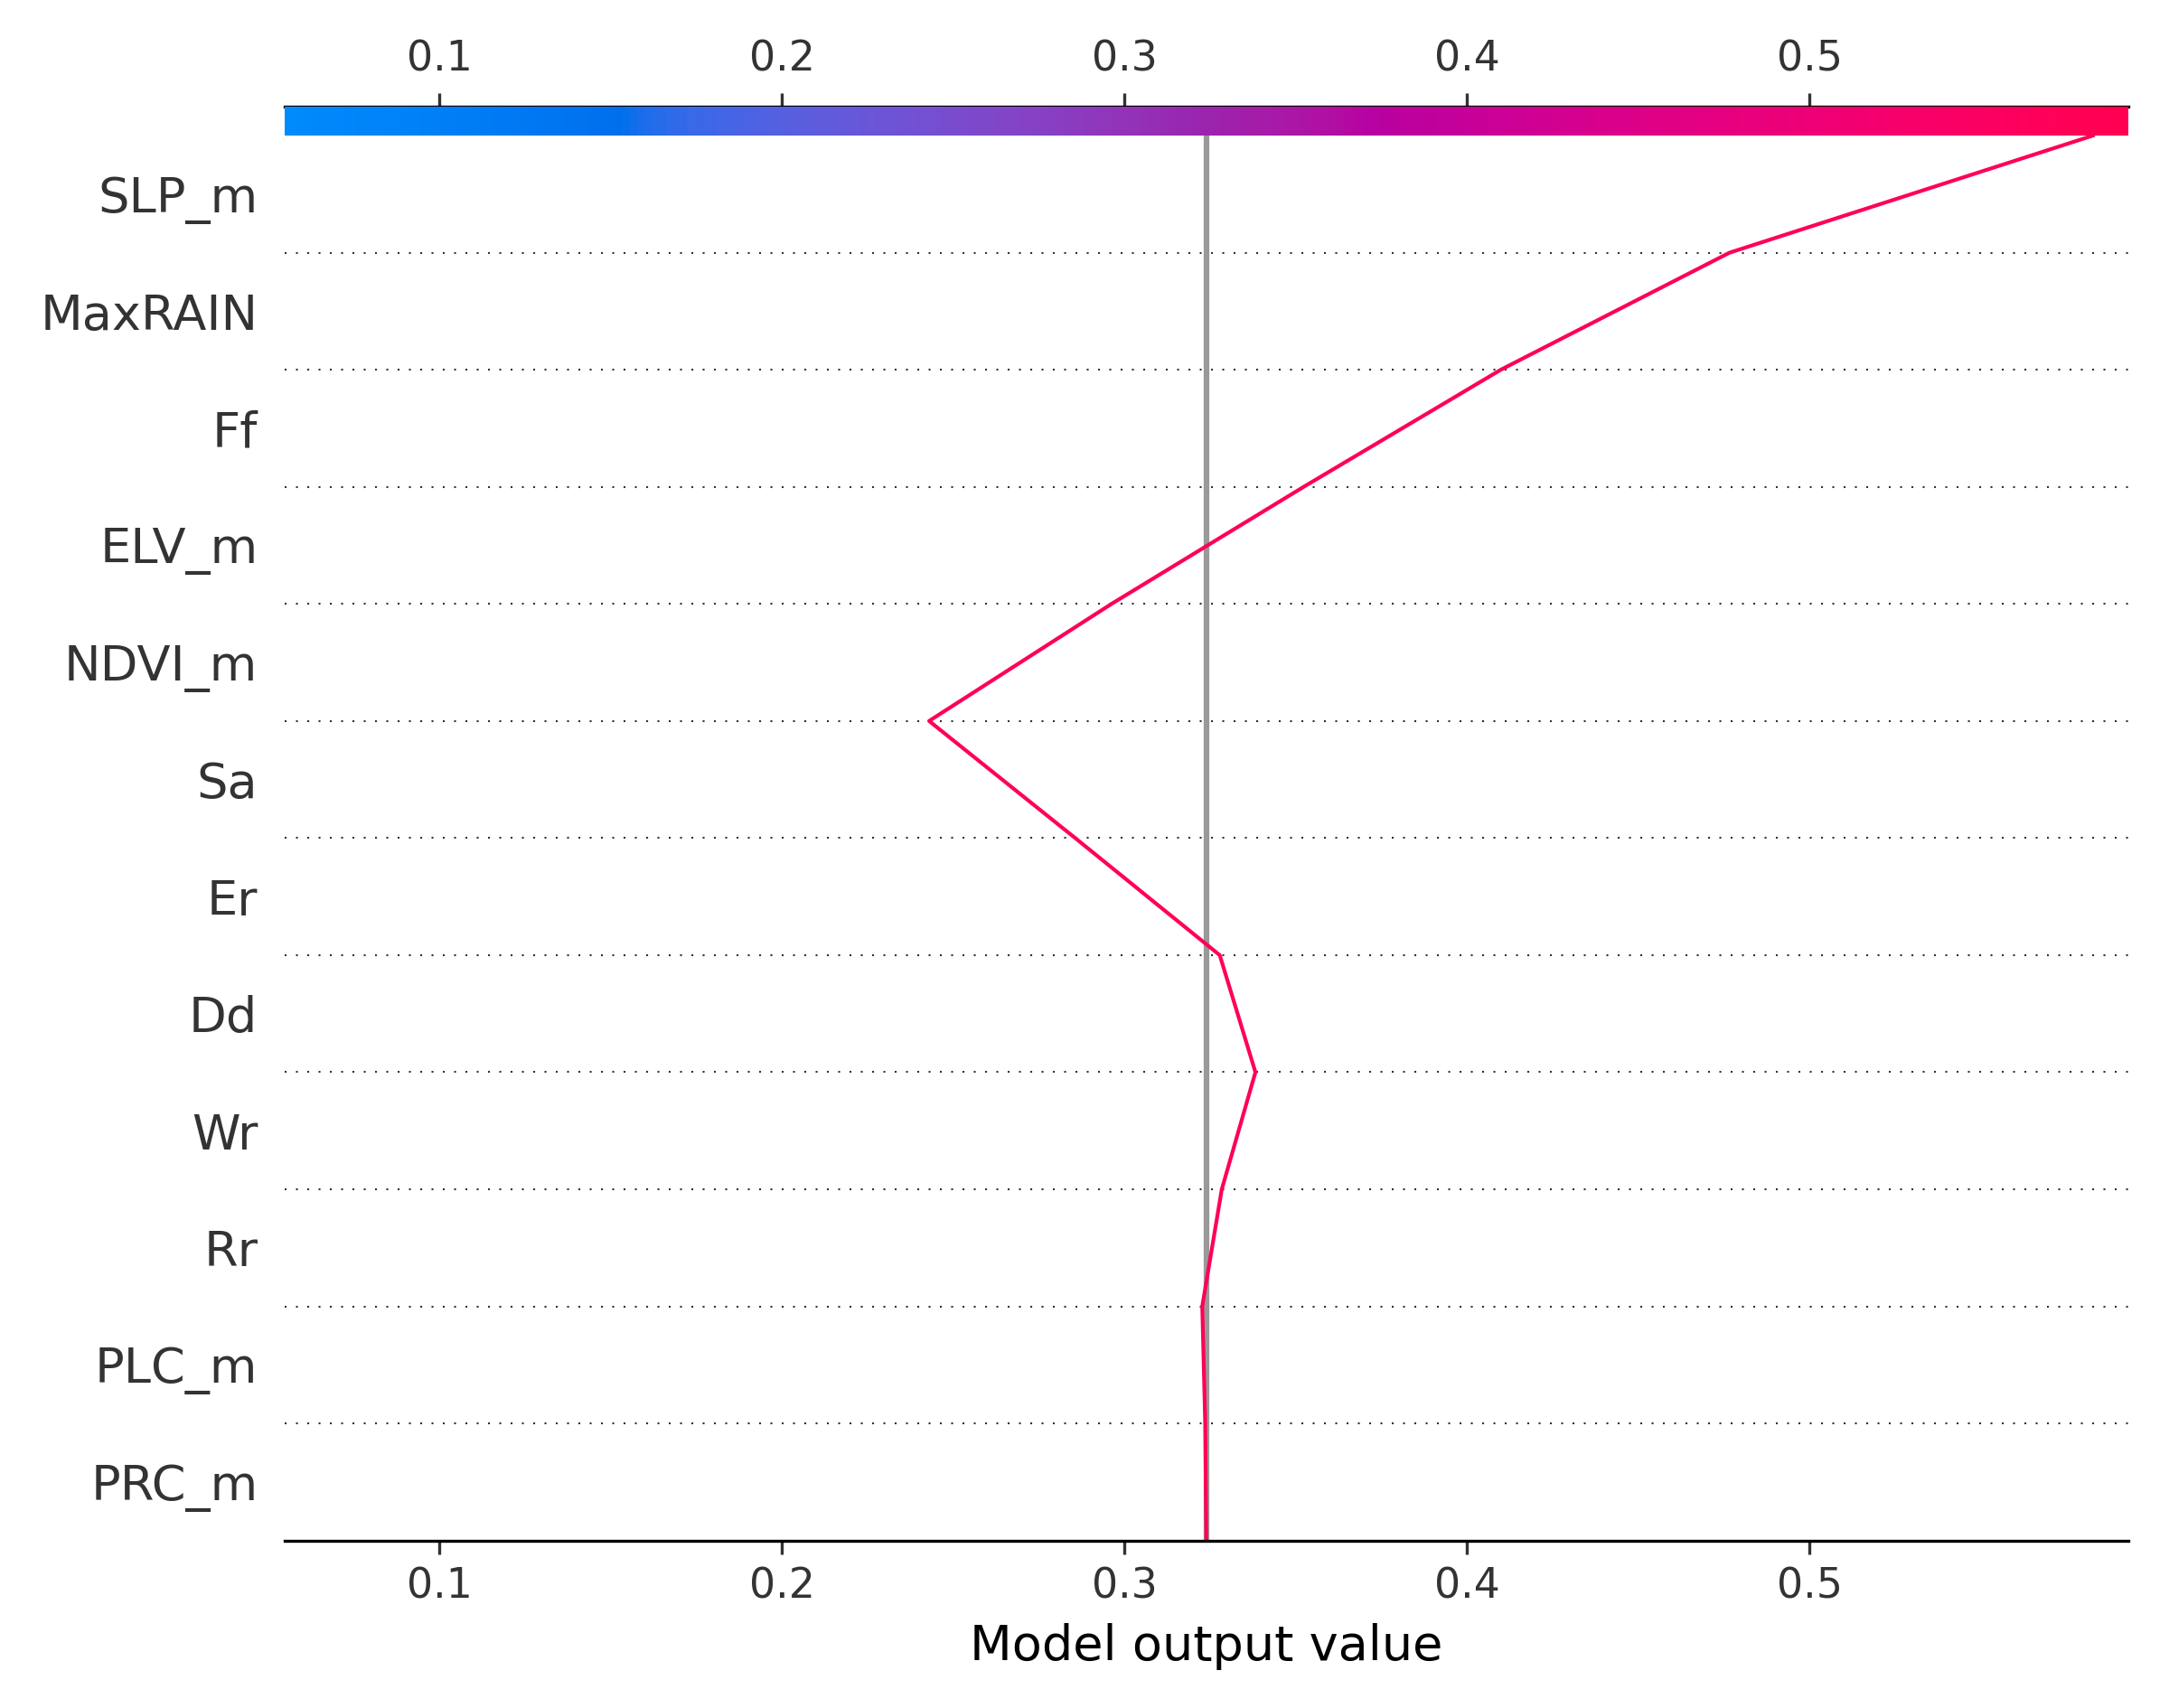 0.1 0.2 0.3 0.4 0.5
SLP_m
MaxRAIN
Ff
ELV_m
NDVI_m
Sa
Er
Dd
Wr
Rr
PLC_m
PRC_m
0.1 0.2 0.3 0.4 0.5
Model output value